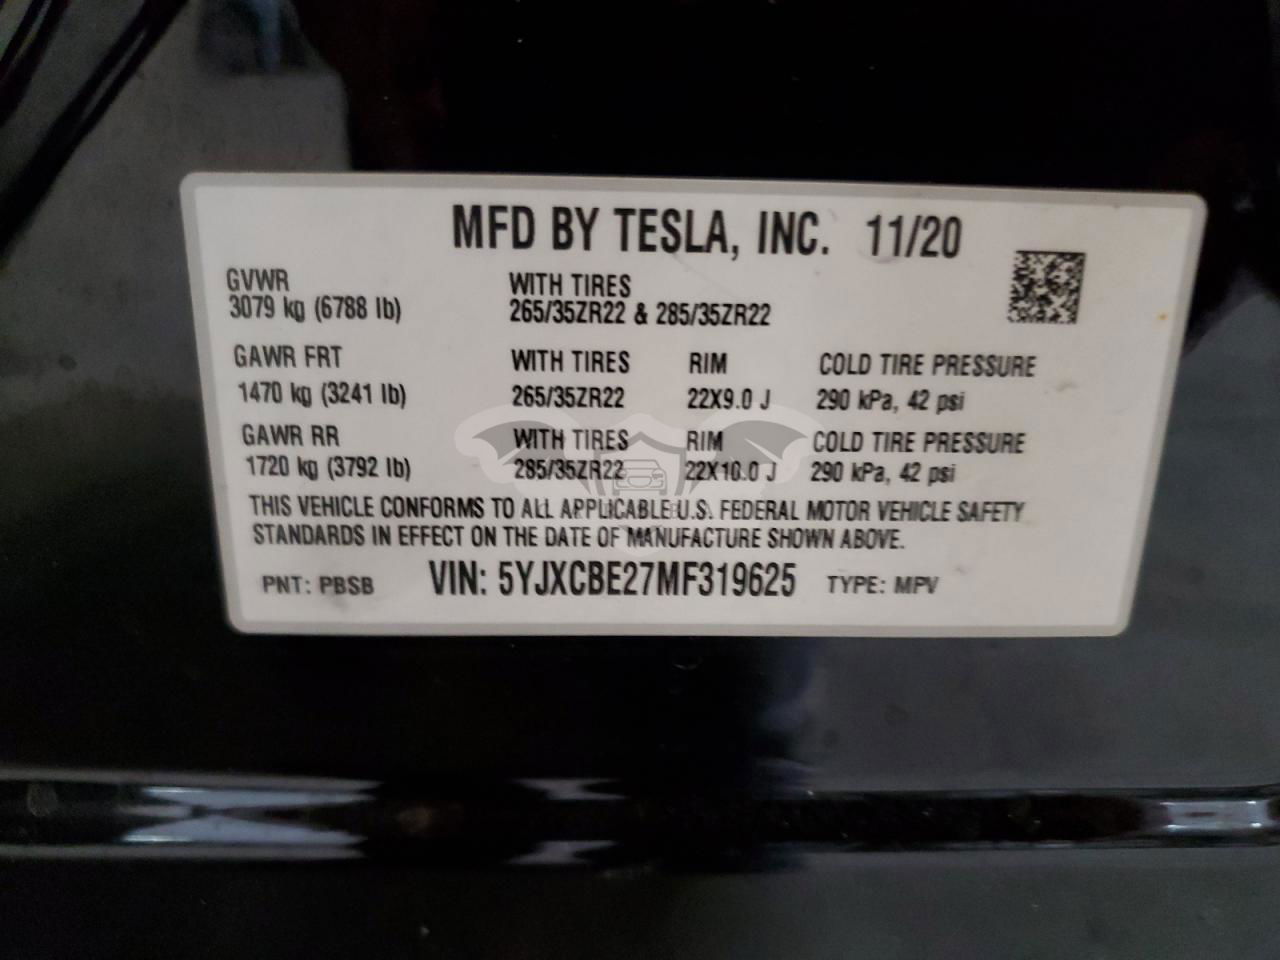 MFD BY TESLA, INC. 11/20
GVWR
3079 kg (6788 lb)
WITH TIRES
265/35ZR22 & 285/35ZR22
GAWR FRT WITH TIRES RIM COLD TIRE PRESSURE
1470 kg (3241 lb) 265/35ZR22 22X9.0 J 290 kPa, 42 psi
GAWR RR WITH TIRES RIM COLD TIRE PRESSURE
1720 kg (3792 lb) 285/35ZR22 22X10.0 J 290 kPa, 42 psi
THIS VEHICLE CONFORMS TO ALL APPLICABLE U.S. FEDERAL MOTOR VEHICLE SAFETY
STANDARDS IN EFFECT ON THE DATE OF MANUFACTURE SHOWN ABOVE.
PNT: PBSB VIN: 5YJXCBE27MF319625 TYPE: MPV